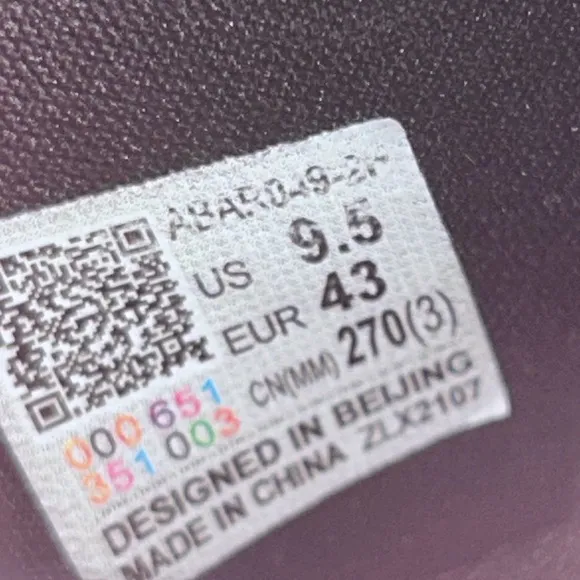 ABAR049-2H
US 9.5
EUR 43
CN(MM) 270(3)
000 651
351 003
DESIGNED IN BEIJING
MADE IN CHINA ZLX2107